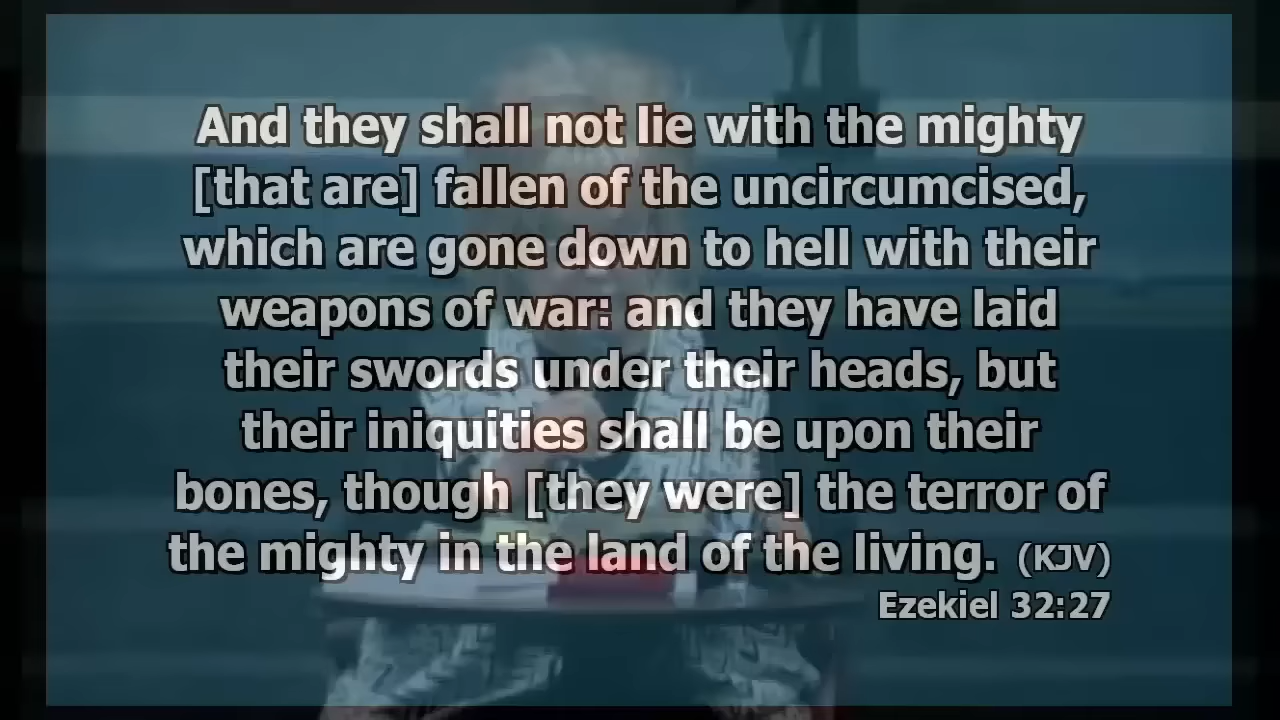 And they shall not lie with the mighty
[that are] fallen of the uncircumcised,
which are gone down to hell with their
weapons of war: and they have laid
their swords under their heads, but
their iniquities shall be upon their
bones, though [they were] the terror of
the mighty in the land of the living. (KJV)
Ezekiel 32:27